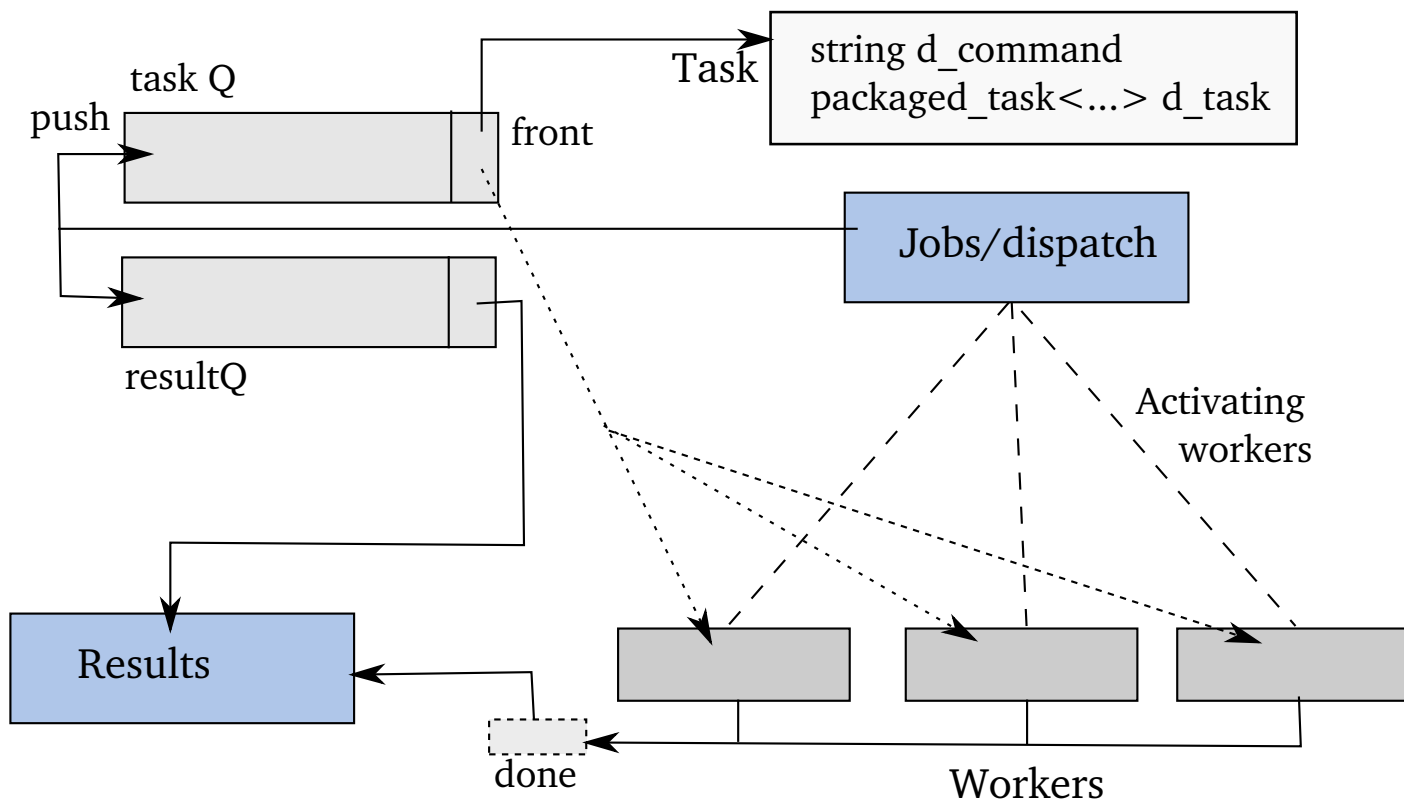 string d_command
Task
packaged_task<...> d_task
task Q
push
front
Jobs/dispatch
resultQ
Activating
workers
Results
done
Workers